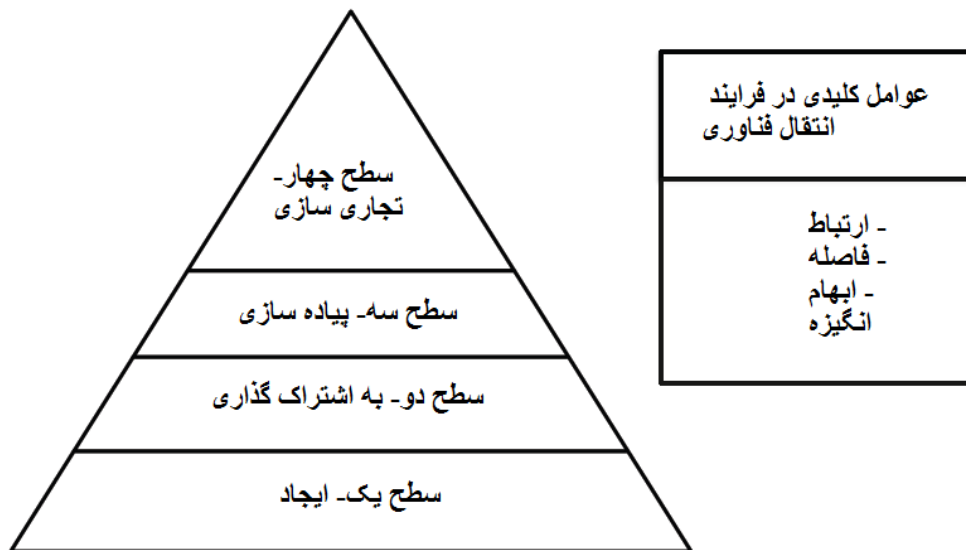 سطح چهار-
تجاری سازی
سطح سه- پیاده سازی
سطح دو- به اشتراک گذاری
سطح یک- ایجاد
عوامل کلیدی در فرایند
انتقال فناوری
- ارتباط
- فاصله
- ابهام
انگیزه